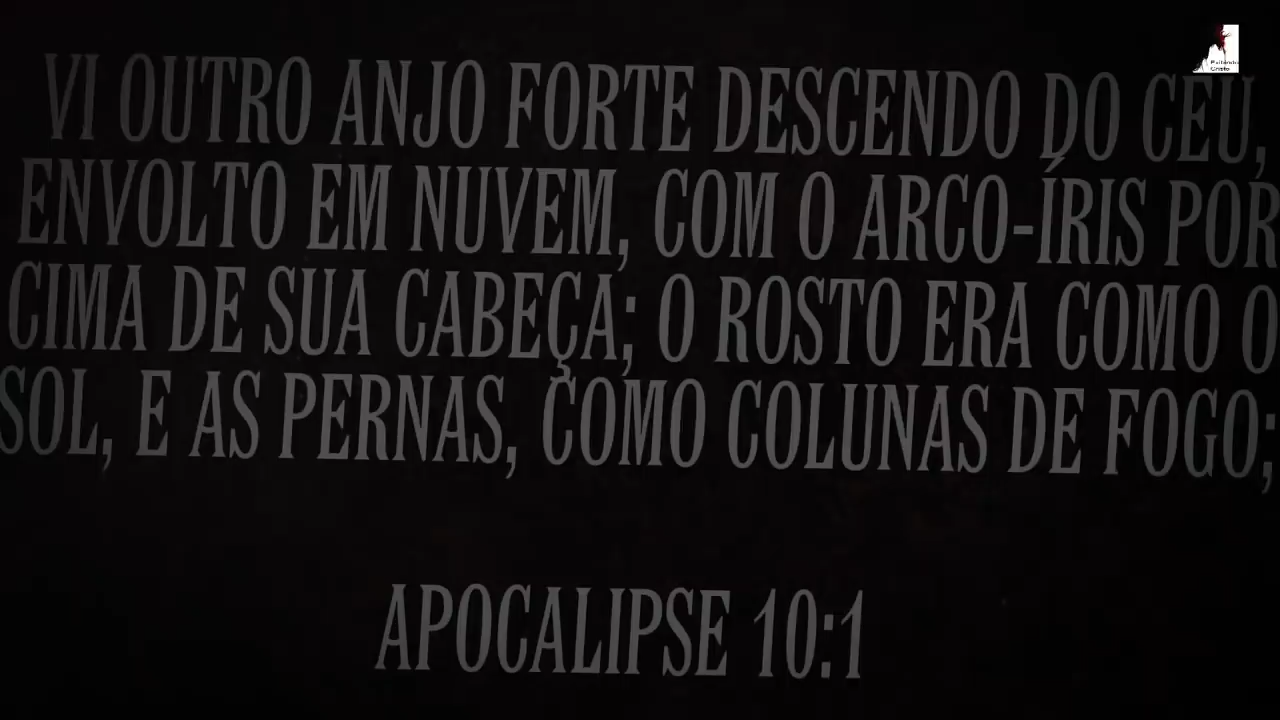 VI OUTRO ANJO FORTE DESCENDO DO CÉU,
ENVOLTO EM NUVEM, COM O ARCO-ÍRIS POR
CIMA DE SUA CABEÇA; O ROSTO ERA COMO O
SOL, E AS PERNAS, COMO COLUNAS DE FOGO;
APOCALIPSE 10:1
Cristo